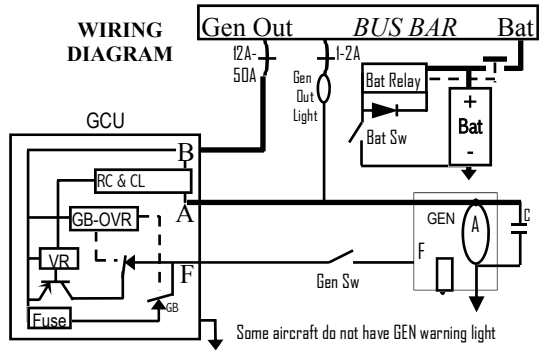 WIRING
DIAGRAM
Gen Out BUS BAR Bat
12A-
50A
1-2A
Gen
Out
Light
Bat Relay
Bat Sw
+
Bat
-
GCU
B
RC & CL
A
GB-OVR
VR
F
GB
Fuse
Gen Sw
GEN
A
F
C
Some aircraft do not have GEN warning light